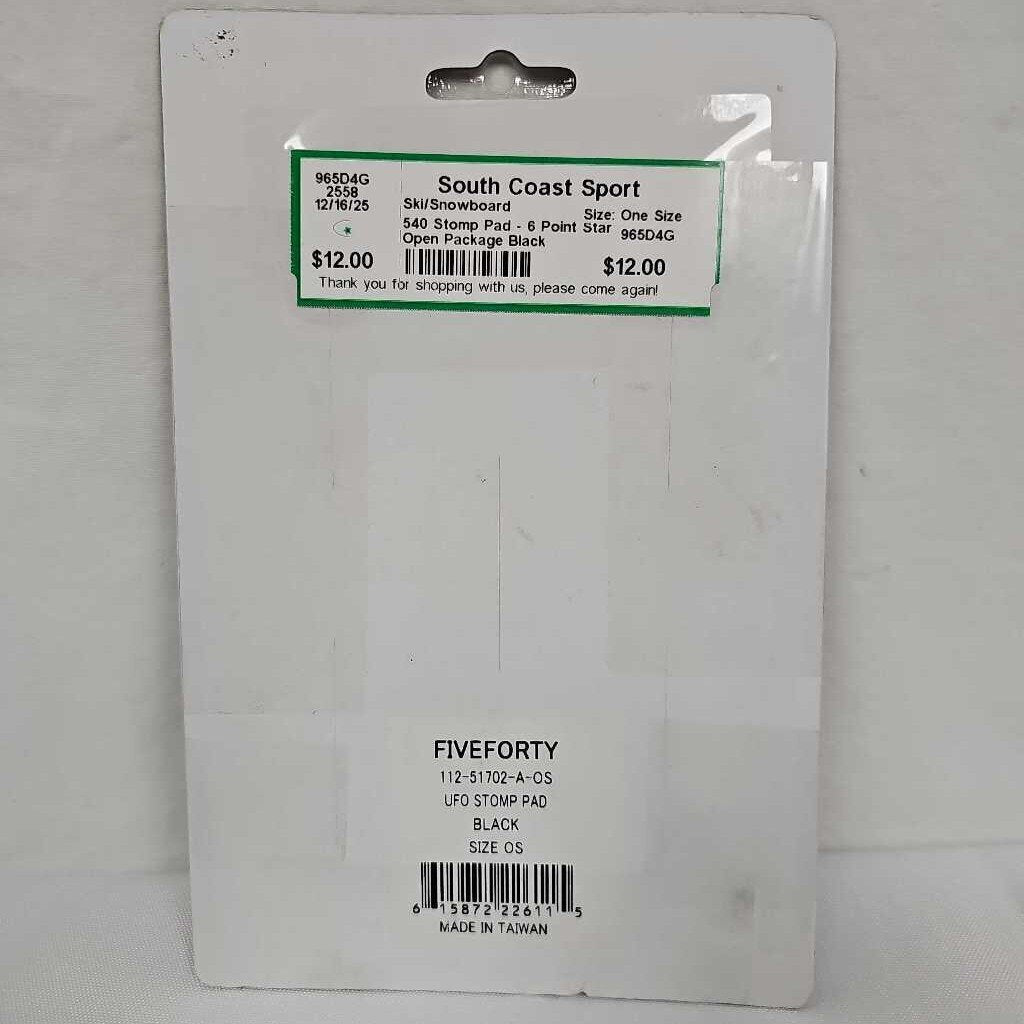 965D4G
2558
12/16/25
$12.00
South Coast Sport
Ski/Snowboard
Size: One Size
540 Stomp Pad - 6 Point Star 965D4G
Open Package Black
$12.00
Thank you for shopping with us, please come again!
FIVEFORTY
112-51702-A-OS
UFO STOMP PAD
BLACK
SIZE OS
6 15872 22611 5
MADE IN TAIWAN